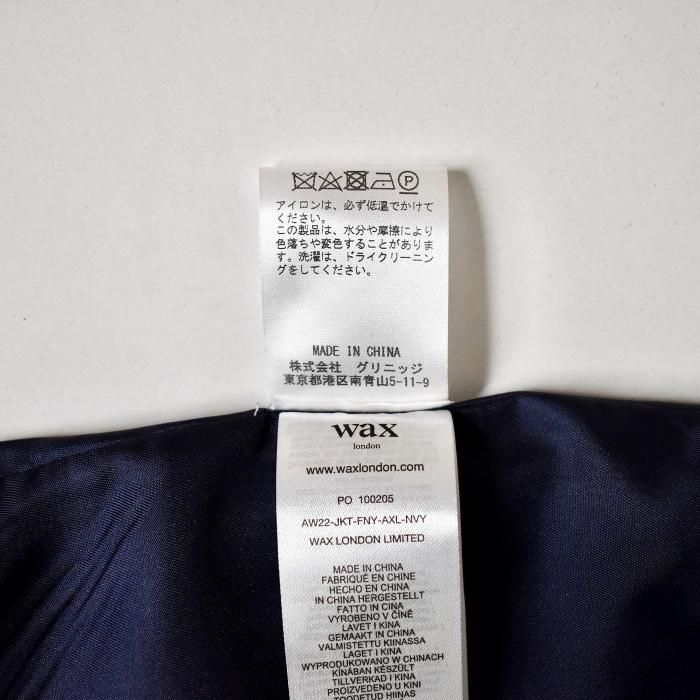 P
アイロンは、必ず低温でかけて
ください。
この製品は、水分や摩擦により
色落ちや変色することがありま
す。洗濯は、ドライクリーニン
グをしてください。
MADE IN CHINA
株式会社 グリニッジ
東京都港区南青山5-11-9
wax
london
www.waxlondon.com
PO 100205
AW22-JKT-FNY-AXL-NVY
WAX LONDON LIMITED
MADE IN CHINA
FABRIQUÉ EN CHINE
HECHO EN CHINA
IN CHINA HERGESTELLT
FATTO IN CINA
VYROBENO V ČÍNĚ
LAVET I KINA
GEMAAKT IN CHINA
VALMISTETTU KIINASSA
LAGET I KINA
WYPRODUKOWANO W CHINACH
KÍNÁBAN KÉSZÜLT
TILLVERKAD I KINA
PROIZVEDENO U KINI
TOODETUD HIINAS